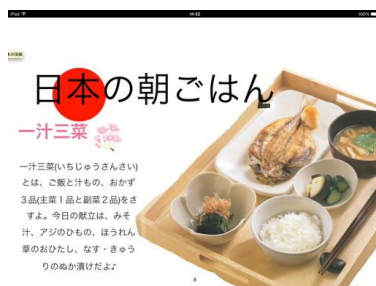 iPad
14:52
100%
日本の朝ごはん
一汁三菜
一汁三菜(いちじゅうさんさい)
とは、ご飯と汁もの、おかず
３品(主菜１品と副菜２品)をさ
すよ。今日の献立は、みそ
汁、アジのひもの、ほうれん
草のおひたし、なす・きゅう
りのぬか漬けだよ♪